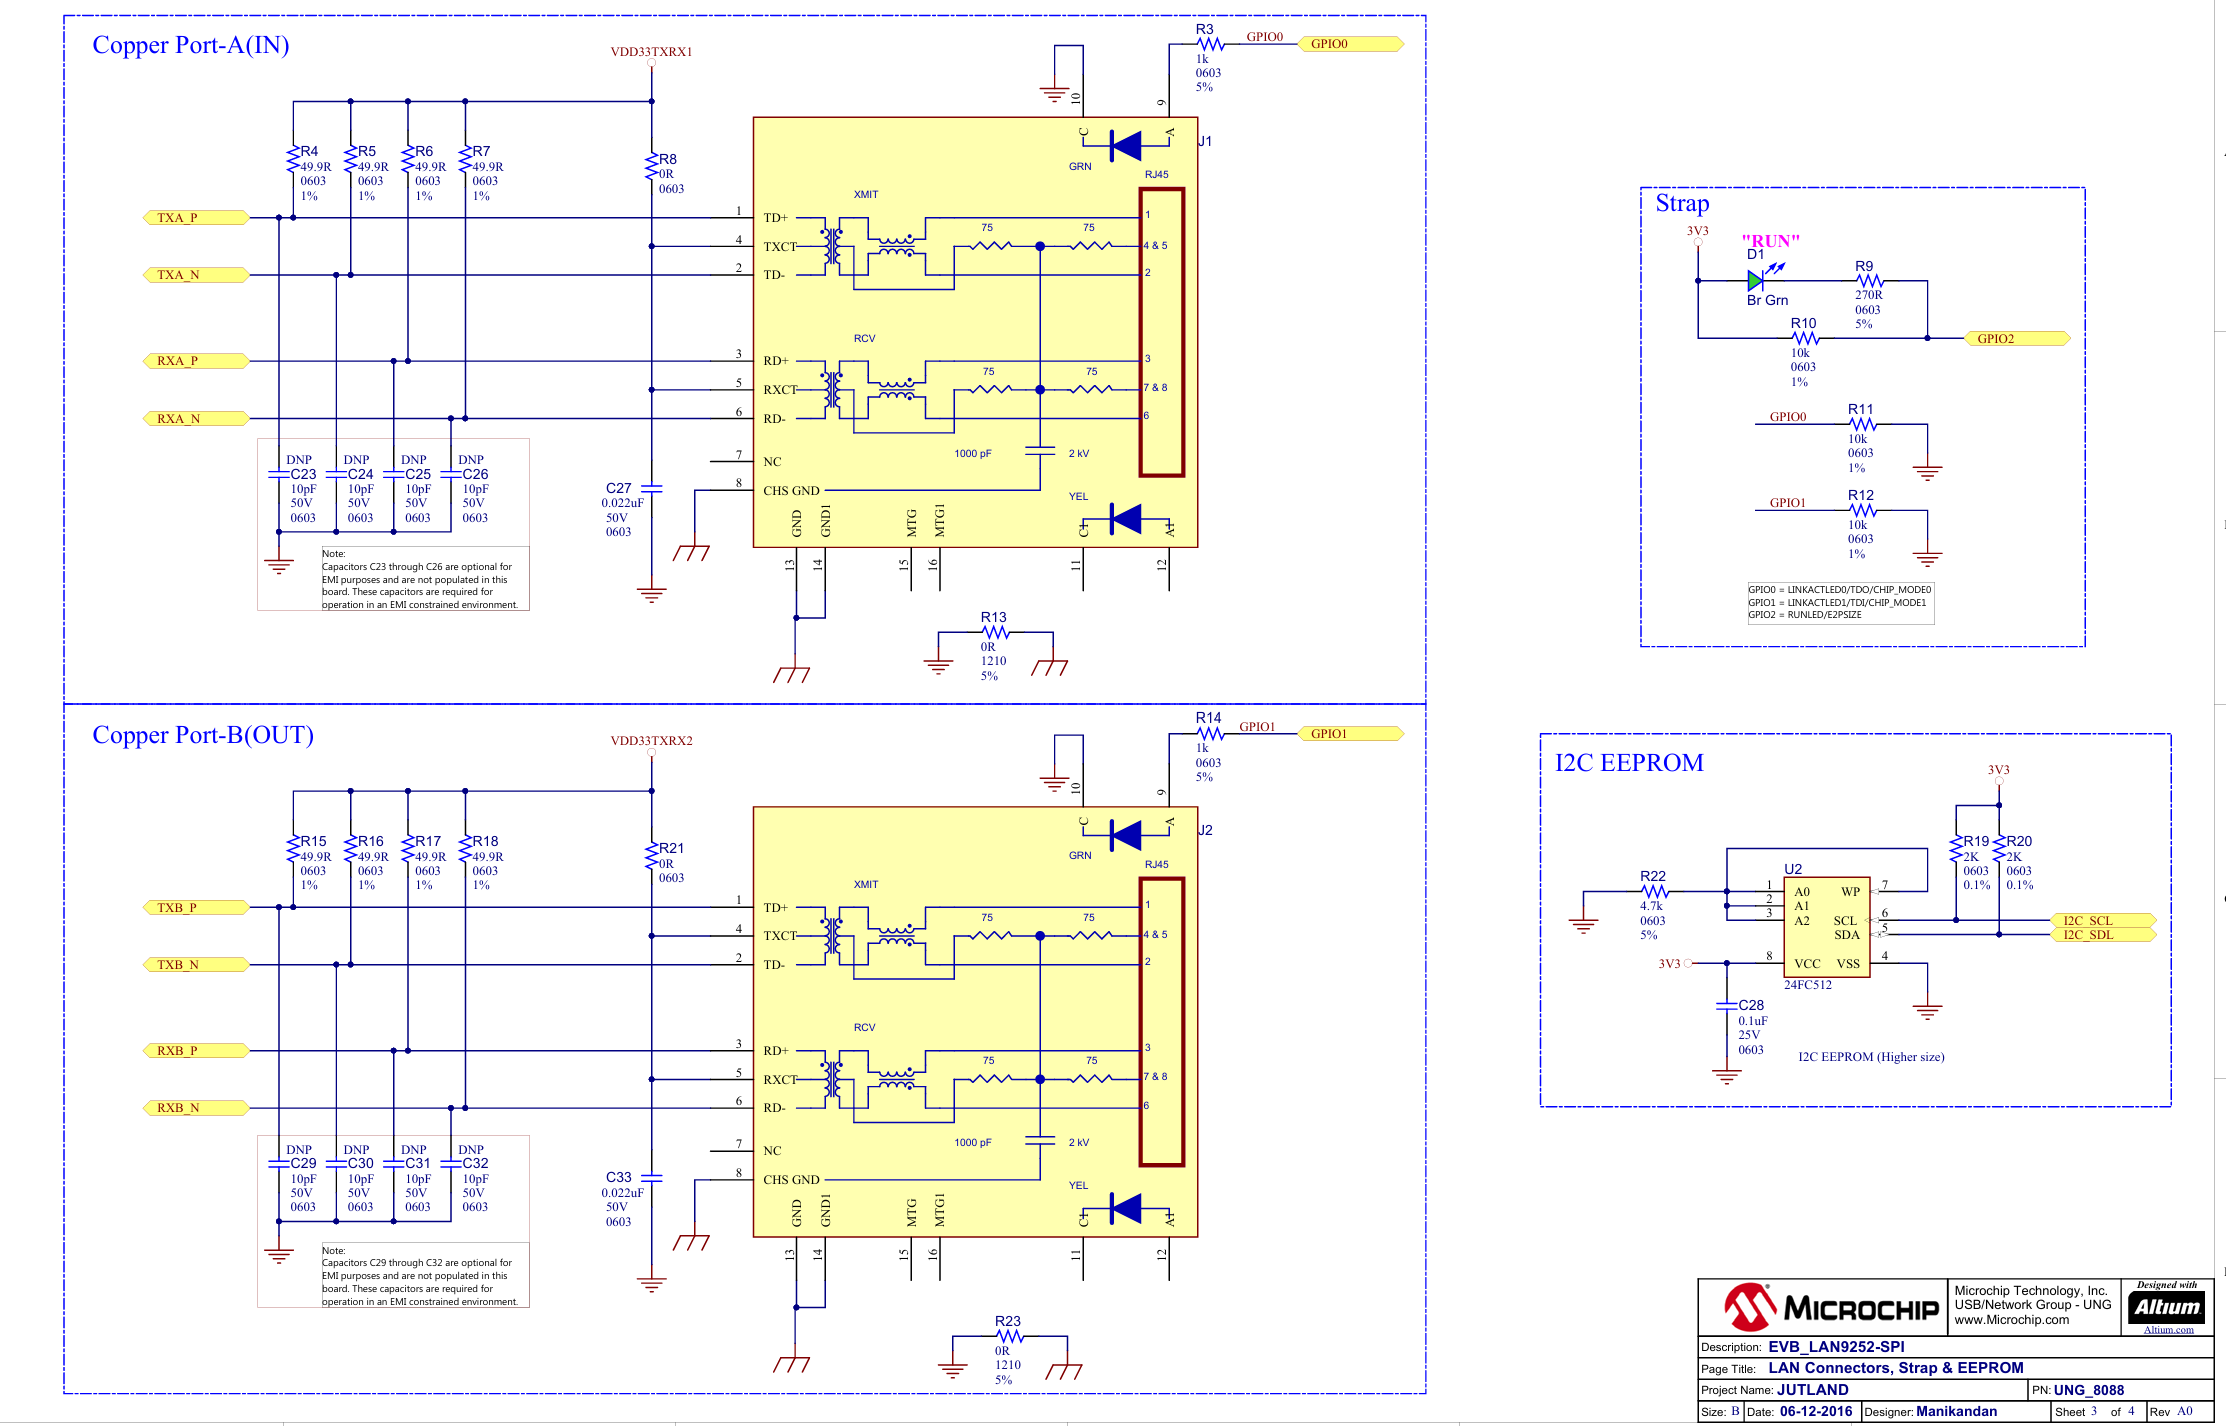 Copper Port-A(IN)
VDD33TXRX1
R3
1k
0603
5%
GPIO0
GPIO0
10
9
C
A
J1
GRN
RJ45
R4
49.9R
0603
1%
R5
49.9R
0603
1%
R6
49.9R
0603
1%
R7
49.9R
0603
1%
R8
0R
0603
TXA_P
TXA_N
RXA_P
RXA_N
1 TD+
4 TXCT
2 TD-
3 RD+
5 RXCT
6 RD-
7 NC
8 CHS GND
XMIT
75
75
1
4 & 5
2
RCV
75
75
3
7 & 8
6
1000 pF
2 kV
YEL
GND
GND1
MTG
MTG1
C1
A1
13
14
15
16
11
12
DNP
C23
10pF
50V
0603
DNP
C24
10pF
50V
0603
DNP
C25
10pF
50V
0603
DNP
C26
10pF
50V
0603
C27
0.022uF
50V
0603
Note:
Capacitors C23 through C26 are optional for
EMI purposes and are not populated in this
board. These capacitors are required for
operation in an EMI constrained environment.
R13
0R
1210
5%
Copper Port-B(OUT)
VDD33TXRX2
R14
1k
0603
5%
GPIO1
GPIO1
10
9
C
A
J2
GRN
RJ45
R15
49.9R
0603
1%
R16
49.9R
0603
1%
R17
49.9R
0603
1%
R18
49.9R
0603
1%
R21
0R
0603
TXB_P
TXB_N
RXB_P
RXB_N
1 TD+
4 TXCT
2 TD-
3 RD+
5 RXCT
6 RD-
7 NC
8 CHS GND
XMIT
75
75
1
4 & 5
2
RCV
75
75
3
7 & 8
6
1000 pF
2 kV
YEL
GND
GND1
MTG
MTG1
C1
A1
13
14
15
16
11
12
DNP
C29
10pF
50V
0603
DNP
C30
10pF
50V
0603
DNP
C31
10pF
50V
0603
DNP
C32
10pF
50V
0603
C33
0.022uF
50V
0603
Note:
Capacitors C29 through C32 are optional for
EMI purposes and are not populated in this
board. These capacitors are required for
operation in an EMI constrained environment.
R23
0R
1210
5%
Strap
3V3
"RUN"
D1
Br Grn
R9
270R
0603
5%
R10
10k
0603
1%
GPIO2
GPIO0
R11
10k
0603
1%
GPIO1
R12
10k
0603
1%
GPIO0 = LINKACTLED0/TDO/CHIP_MODE0
GPIO1 = LINKACTLED1/TDI/CHIP_MODE1
GPIO2 = RUNLED/E2PSIZE
I2C EEPROM
3V3
R19
2K
0603
0.1%
R20
2K
0603
0.1%
R22
4.7k
0603
5%
U2
1 A0
2 A1
3 A2
8 VCC
WP 7
SCL 6
SDA 5
VSS 4
24FC512
I2C_SCL
I2C_SDL
3V3
C28
0.1uF
25V
0603
I2C EEPROM (Higher size)
MICROCHIP
Microchip Technology, Inc.
USB/Network Group - UNG
www.Microchip.com
Designed with
Altium
Altium.com
Description: EVB_LAN9252-SPI
Page Title: LAN Connectors, Strap & EEPROM
Project Name: JUTLAND
PN: UNG_8088
Size: B Date: 06-12-2016 Designer: Manikandan Sheet 3 of 4 Rev A0